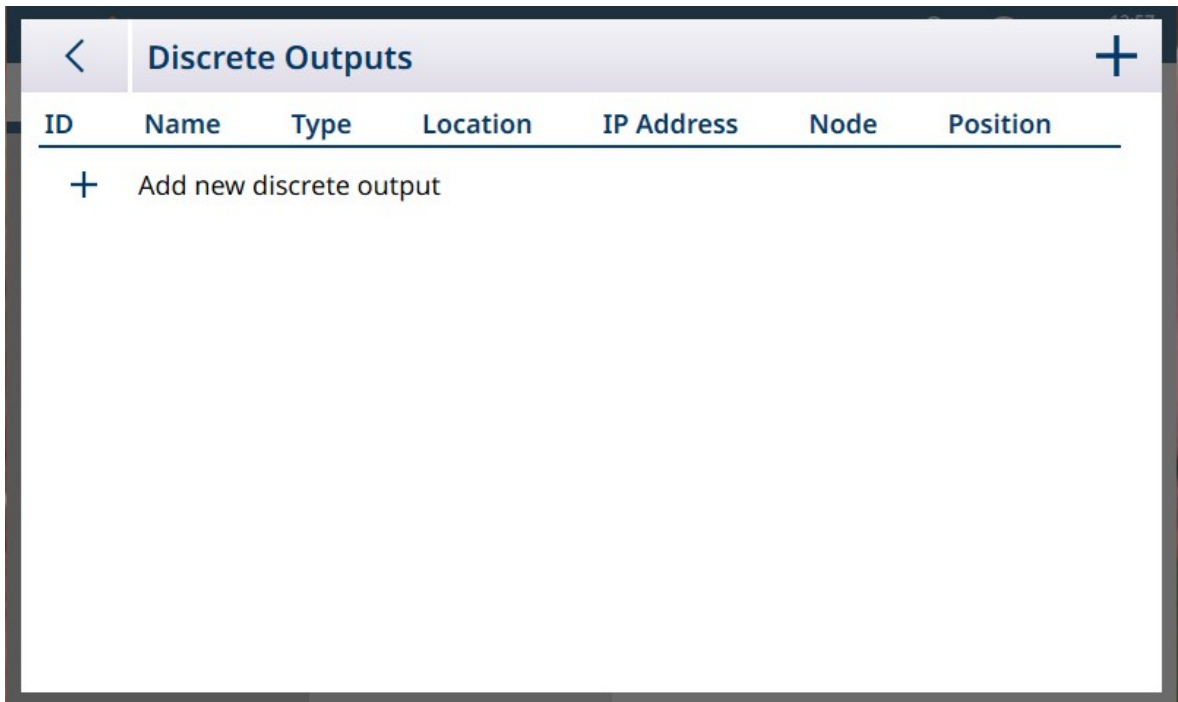 Discrete Outputs
ID Name Type Location IP Address Node Position
Add new discrete output